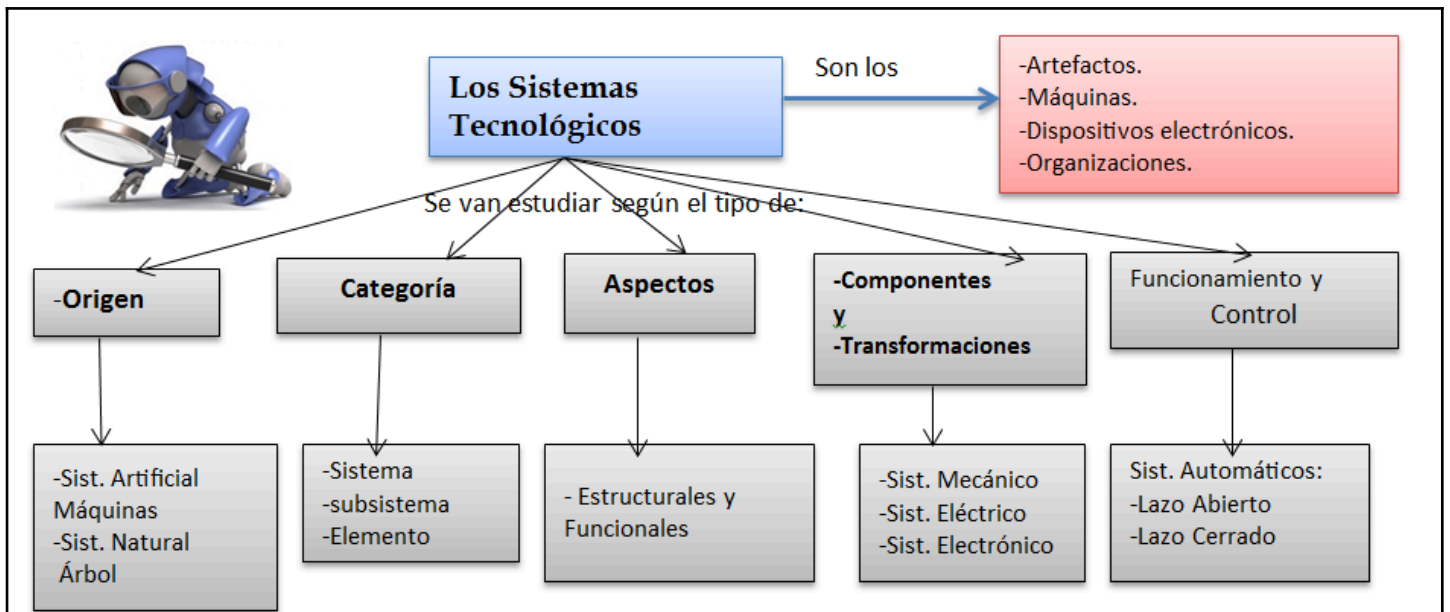 Los Sistemas
Tecnológicos
Son los
-Artefactos.
-Máquinas.
-Dispositivos electrónicos.
-Organizaciones.
Se van estudiar según el tipo de:
-Origen
Categoría
Aspectos
-Componentes
y
-Transformaciones
Funcionamiento y
Control
-Sist. Artificial
Máquinas
-Sist. Natural
Árbol
-Sistema
-subsistema
-Elemento
- Estructurales y
Funcionales
-Sist. Mecánico
-Sist. Eléctrico
-Sist. Electrónico
Sist. Automáticos:
-Lazo Abierto
-Lazo Cerrado